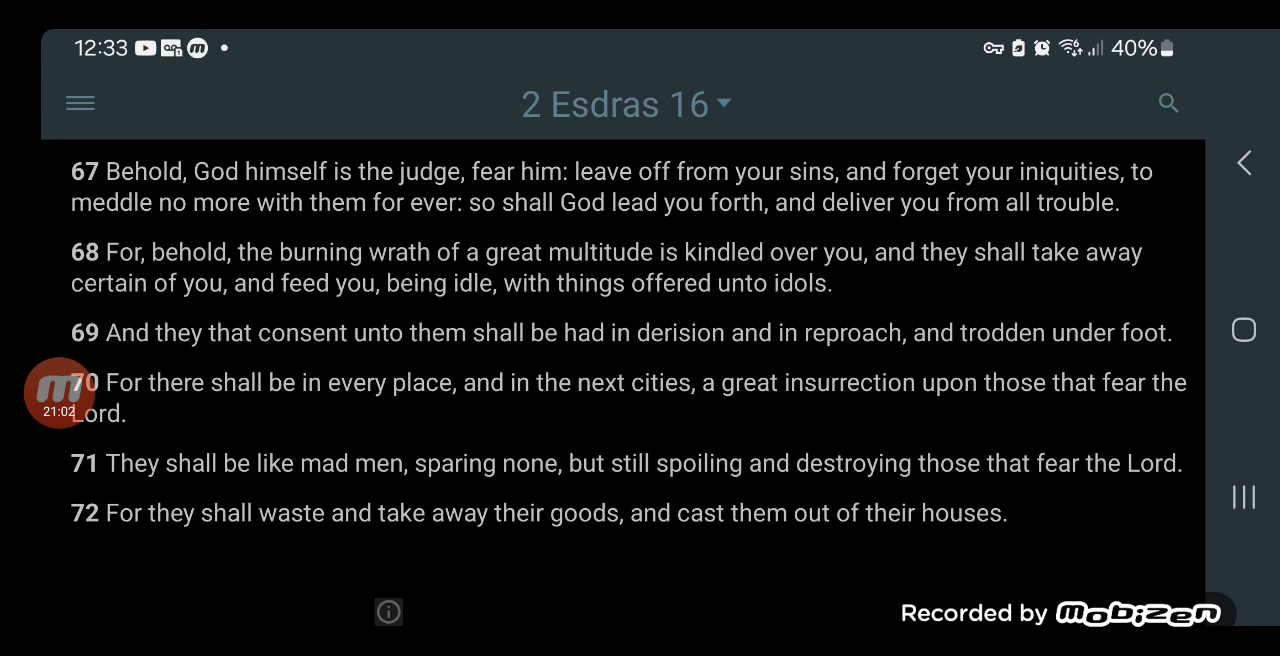 12:33
40%
2 Esdras 16
67 Behold, God himself is the judge, fear him: leave off from your sins, and forget your iniquities, to
meddle no more with them for ever: so shall God lead you forth, and deliver you from all trouble.
68 For, behold, the burning wrath of a great multitude is kindled over you, and they shall take away
certain of you, and feed you, being idle, with things offered unto idols.
69 And they that consent unto them shall be had in derision and in reproach, and trodden under foot.
70 For there shall be in every place, and in the next cities, a great insurrection upon those that fear the
Lord.
21:02
71 They shall be like mad men, sparing none, but still spoiling and destroying those that fear the Lord.
72 For they shall waste and take away their goods, and cast them out of their houses.
Recorded by Mobizen